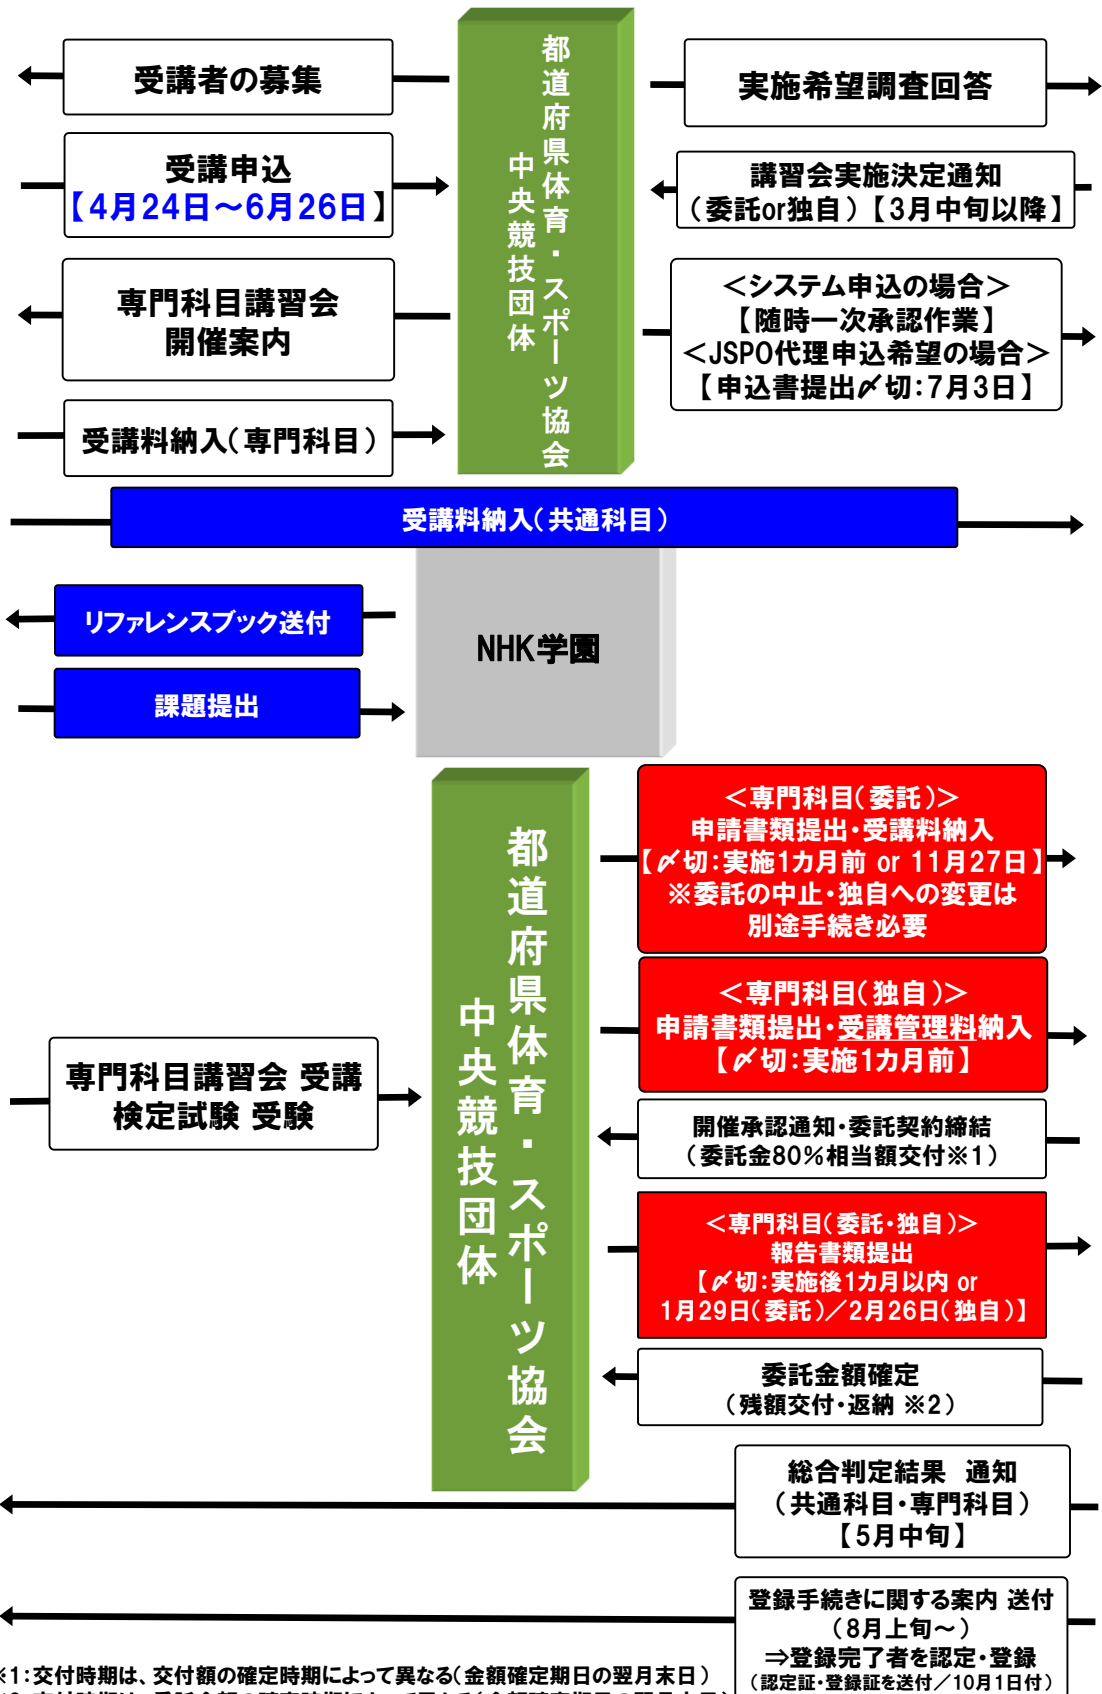 受講者の募集
受講申込
【4月24日～6月26日】
専門科目講習会
開催案内
受講料納入(専門科目)
都道府県体育・スポーツ協会
中央競技団体
実施希望調査回答
講習会実施決定通知
(委託or独自)【3月中旬以降】
＜システム申込の場合＞
【随時一次承認作業】
＜JSPO代理申込希望の場合＞
【申込書提出〆切:7月3日】
受講料納入(共通科目)
リファレンスブック送付
課題提出
NHK学園
都道府県体育・スポーツ協会
中央競技団体
専門科目講習会 受講
検定試験 受験
＜専門科目(委託)＞
申請書類提出・受講料納入
【〆切:実施1カ月前 or 11月27日】
※委託の中止・独自への変更は
別途手続き必要
＜専門科目(独自)＞
申請書類提出・受講管理料納入
【〆切:実施1カ月前】
開催承認通知・委託契約締結
(委託金80%相当額交付※1)
＜専門科目(委託・独自)＞
報告書類提出
【〆切:実施後1カ月以内 or
1月29日(委託)／2月26日(独自)】
委託金額確定
(残額交付・返納 ※2)
総合判定結果 通知
(共通科目・専門科目)
【5月中旬】
登録手続きに関する案内 送付
(8月上旬～)
⇒登録完了者を認定・登録
(認定証・登録証を送付／10月1日付)
※1:交付時期は、交付額の確定時期によって異なる(金額確定期日の翌月末日)